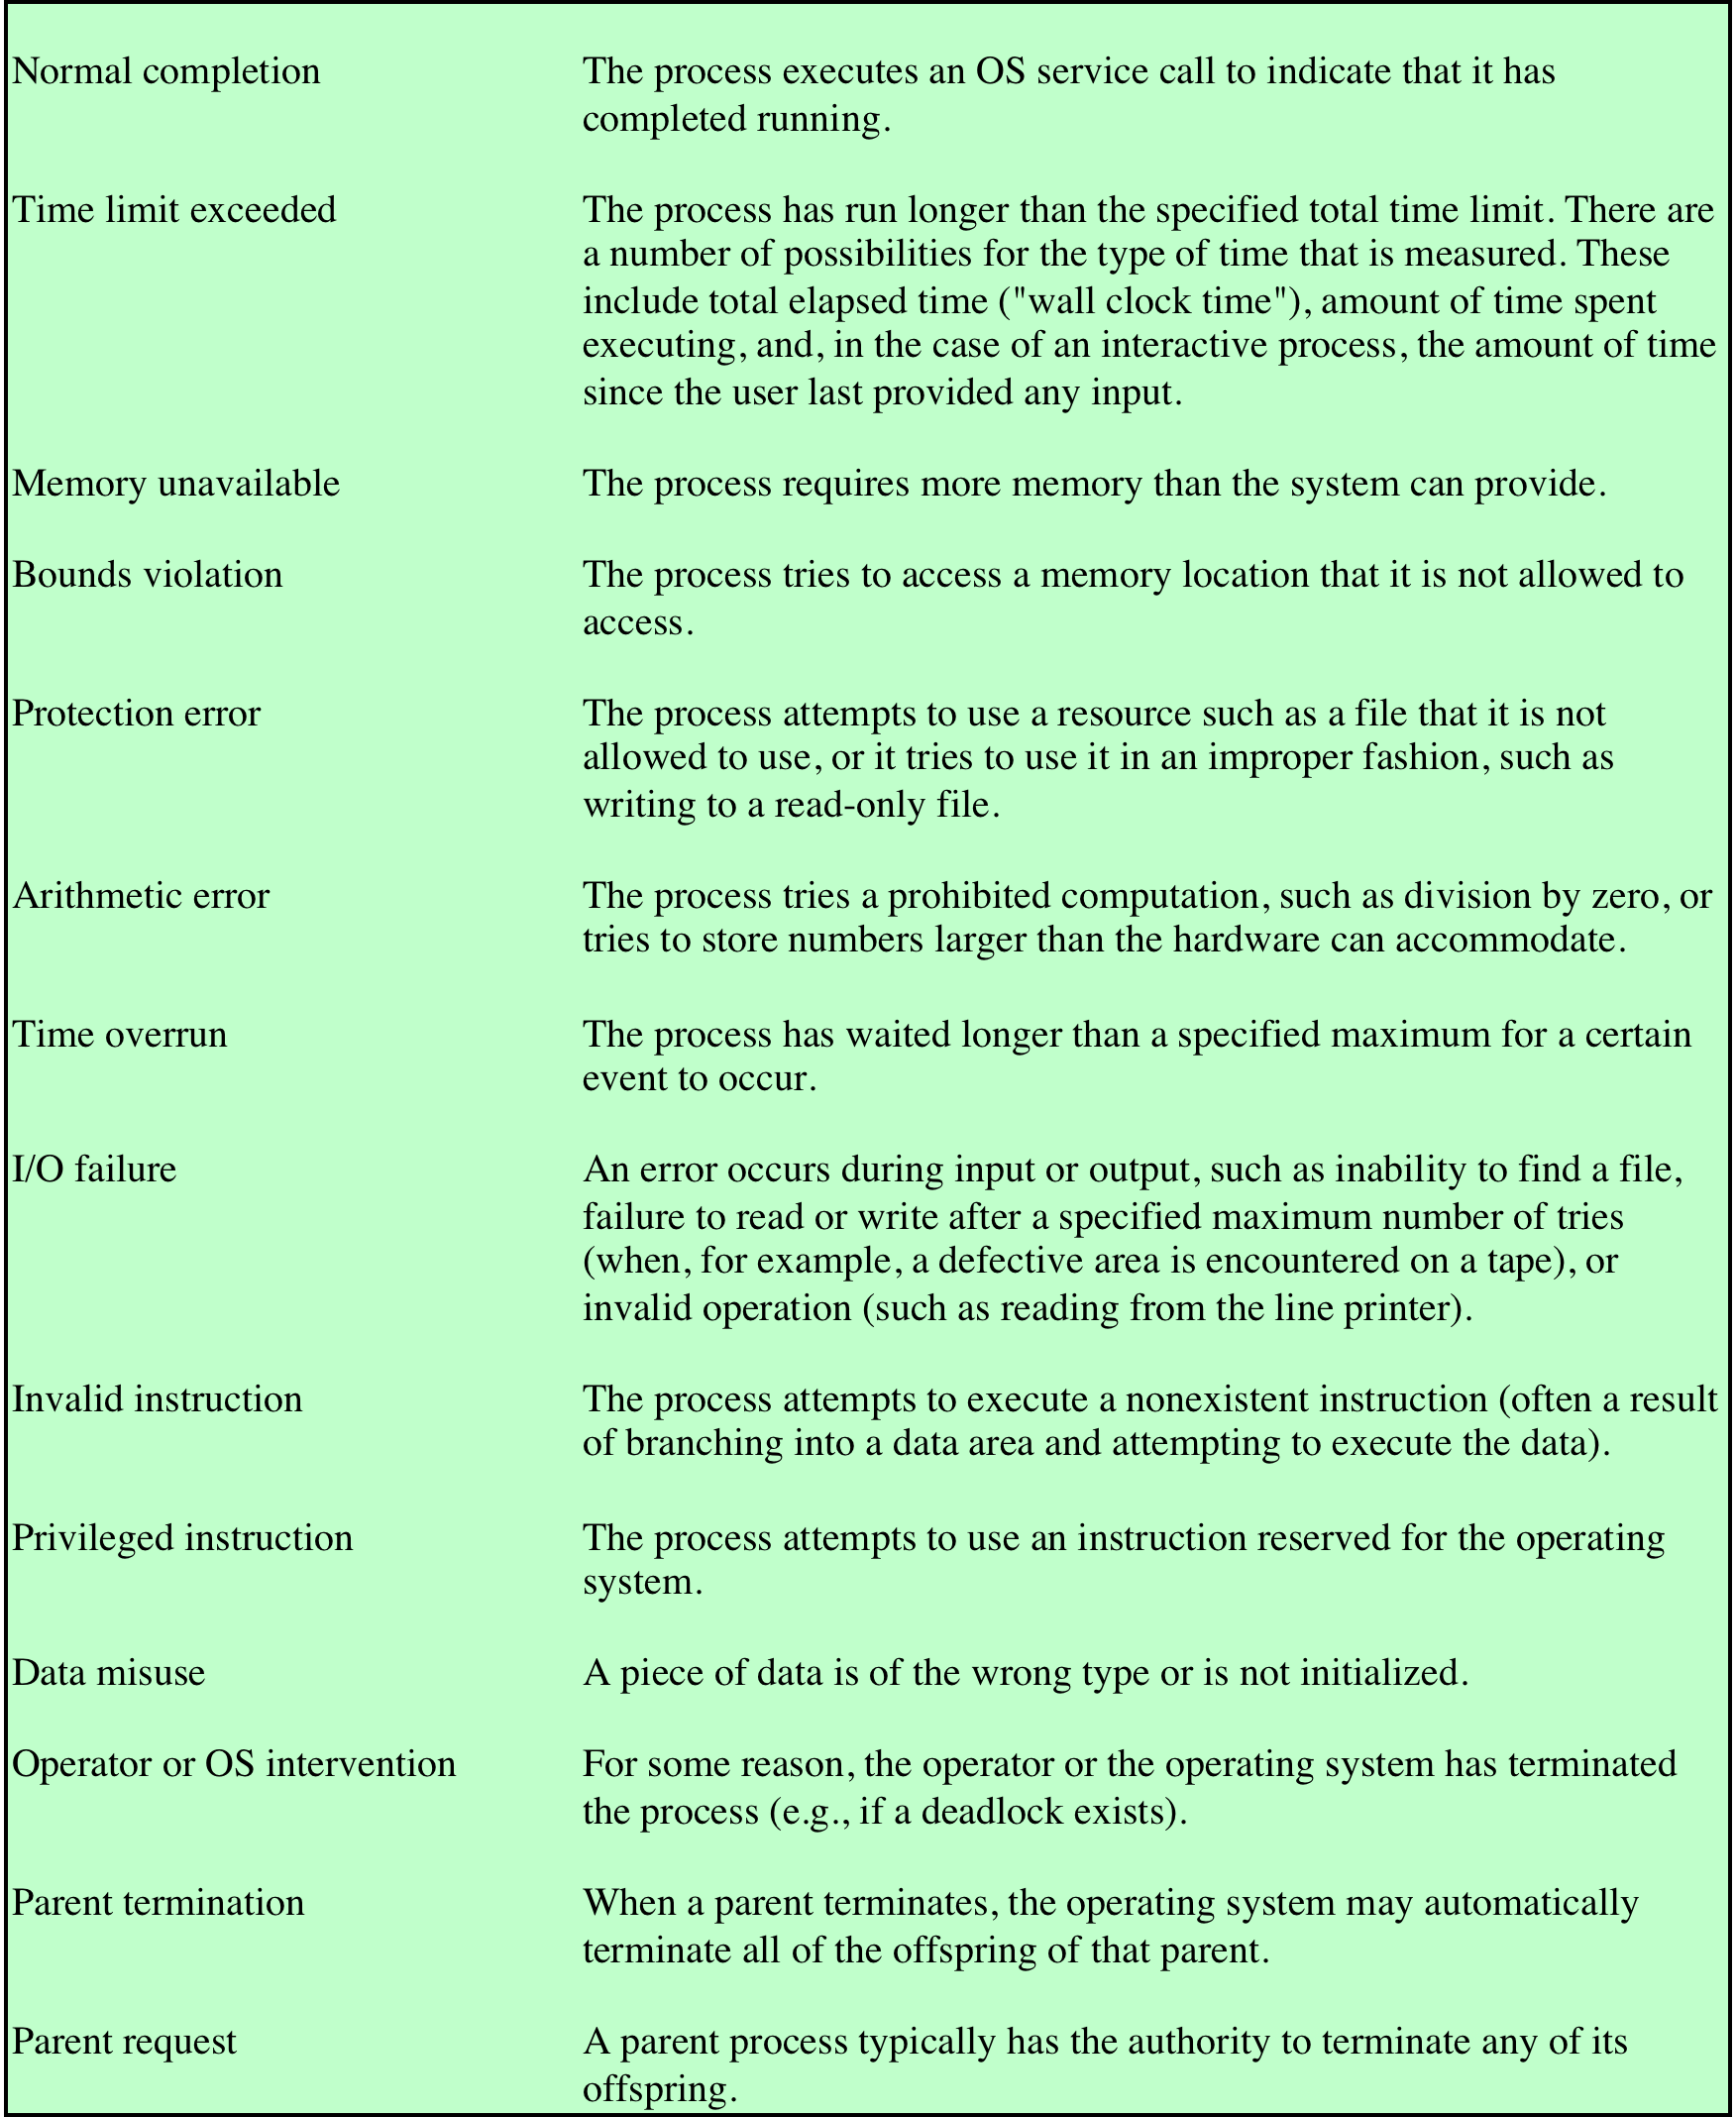 Normal completion The process executes an OS service call to indicate that it has
completed running.
Time limit exceeded The process has run longer than the specified total time limit. There are
a number of possibilities for the type of time that is measured. These
include total elapsed time ("wall clock time"), amount of time spent
executing, and, in the case of an interactive process, the amount of time
since the user last provided any input.
Memory unavailable The process requires more memory than the system can provide.
Bounds violation The process tries to access a memory location that it is not allowed to
access.
Protection error The process attempts to use a resource such as a file that it is not
allowed to use, or it tries to use it in an improper fashion, such as
writing to a read-only file.
Arithmetic error The process tries a prohibited computation, such as division by zero, or
tries to store numbers larger than the hardware can accommodate.
Time overrun The process has waited longer than a specified maximum for a certain
event to occur.
I/O failure An error occurs during input or output, such as inability to find a file,
failure to read or write after a specified maximum number of tries
(when, for example, a defective area is encountered on a tape), or
invalid operation (such as reading from the line printer).
Invalid instruction The process attempts to execute a nonexistent instruction (often a result
of branching into a data area and attempting to execute the data).
Privileged instruction The process attempts to use an instruction reserved for the operating
system.
Data misuse A piece of data is of the wrong type or is not initialized.
Operator or OS intervention For some reason, the operator or the operating system has terminated
the process (e.g., if a deadlock exists).
Parent termination When a parent terminates, the operating system may automatically
terminate all of the offspring of that parent.
Parent request A parent process typically has the authority to terminate any of its
offspring.